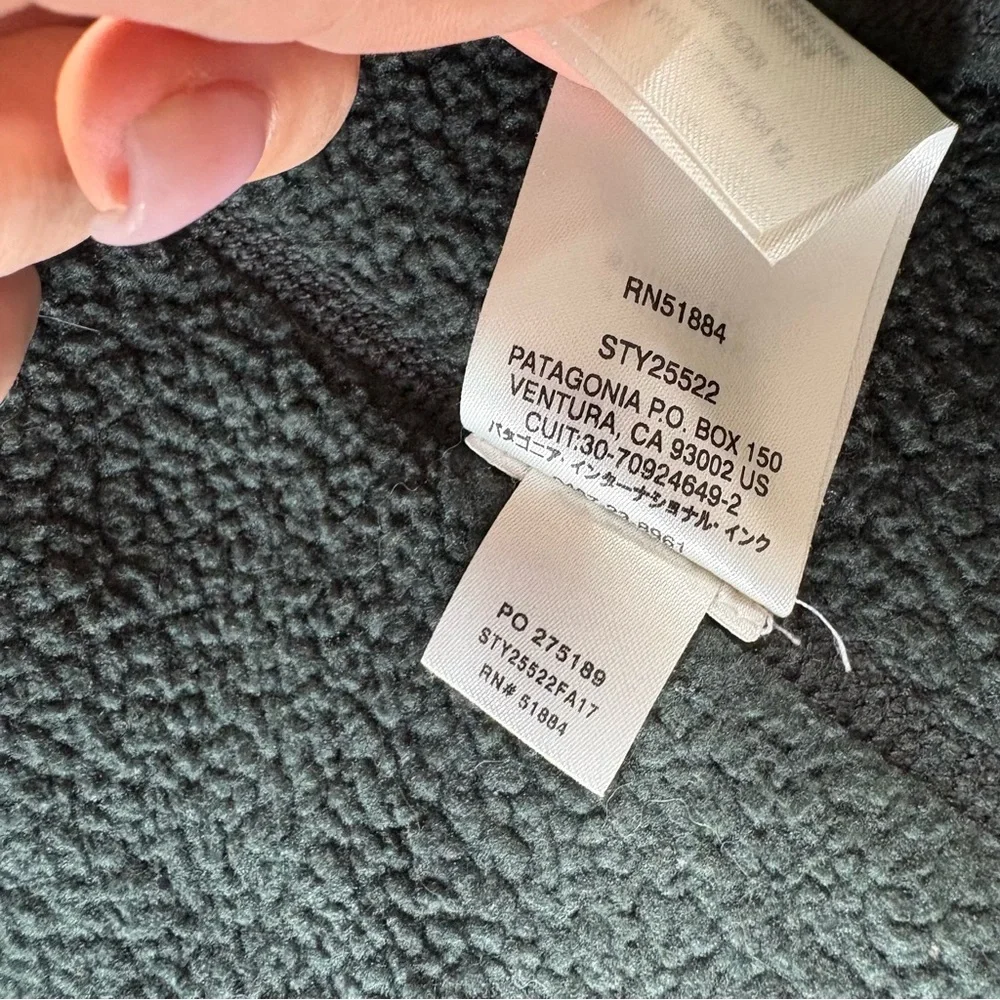 RN51884
STY25522
PATAGONIA P.O. BOX 150
VENTURA, CA 93002 US
CUIT:30-70924649-2
パタゴニア・インターナショナル・インク
8961
PO 275189
STY25522FA17
RN# 51884